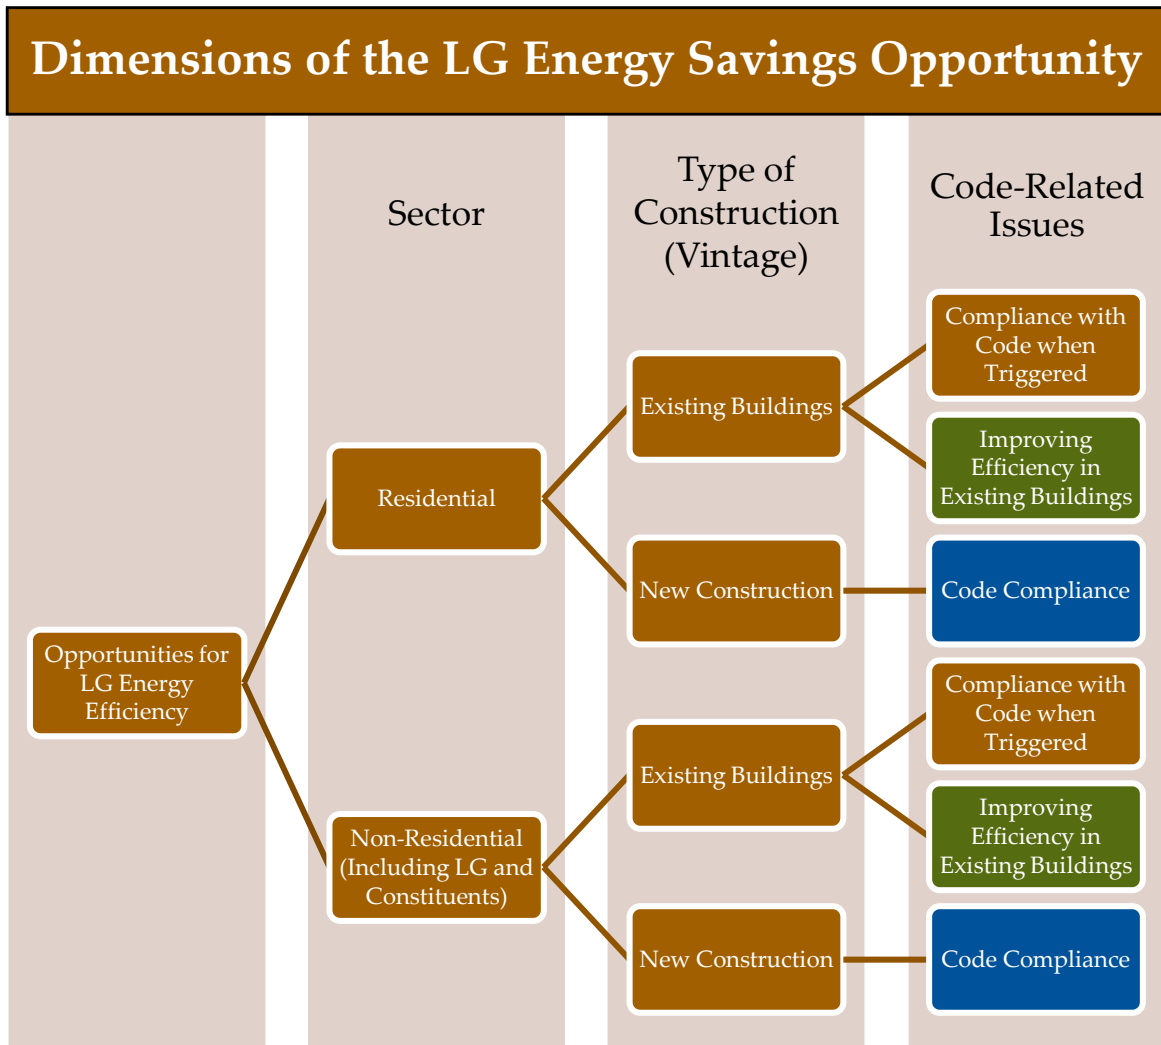 Dimensions of the LG Energy Savings Opportunity
Sector
Type of
Construction
(Vintage)
Code-Related
Issues
Opportunities for
LG Energy
Efficiency
Residential
Existing Buildings
Compliance with
Code when
Triggered
Improving
Efficiency in
Existing Buildings
New Construction
Code Compliance
Non-Residential
(Including LG and
Constituents)
Existing Buildings
Compliance with
Code when
Triggered
Improving
Efficiency in
Existing Buildings
New Construction
Code Compliance